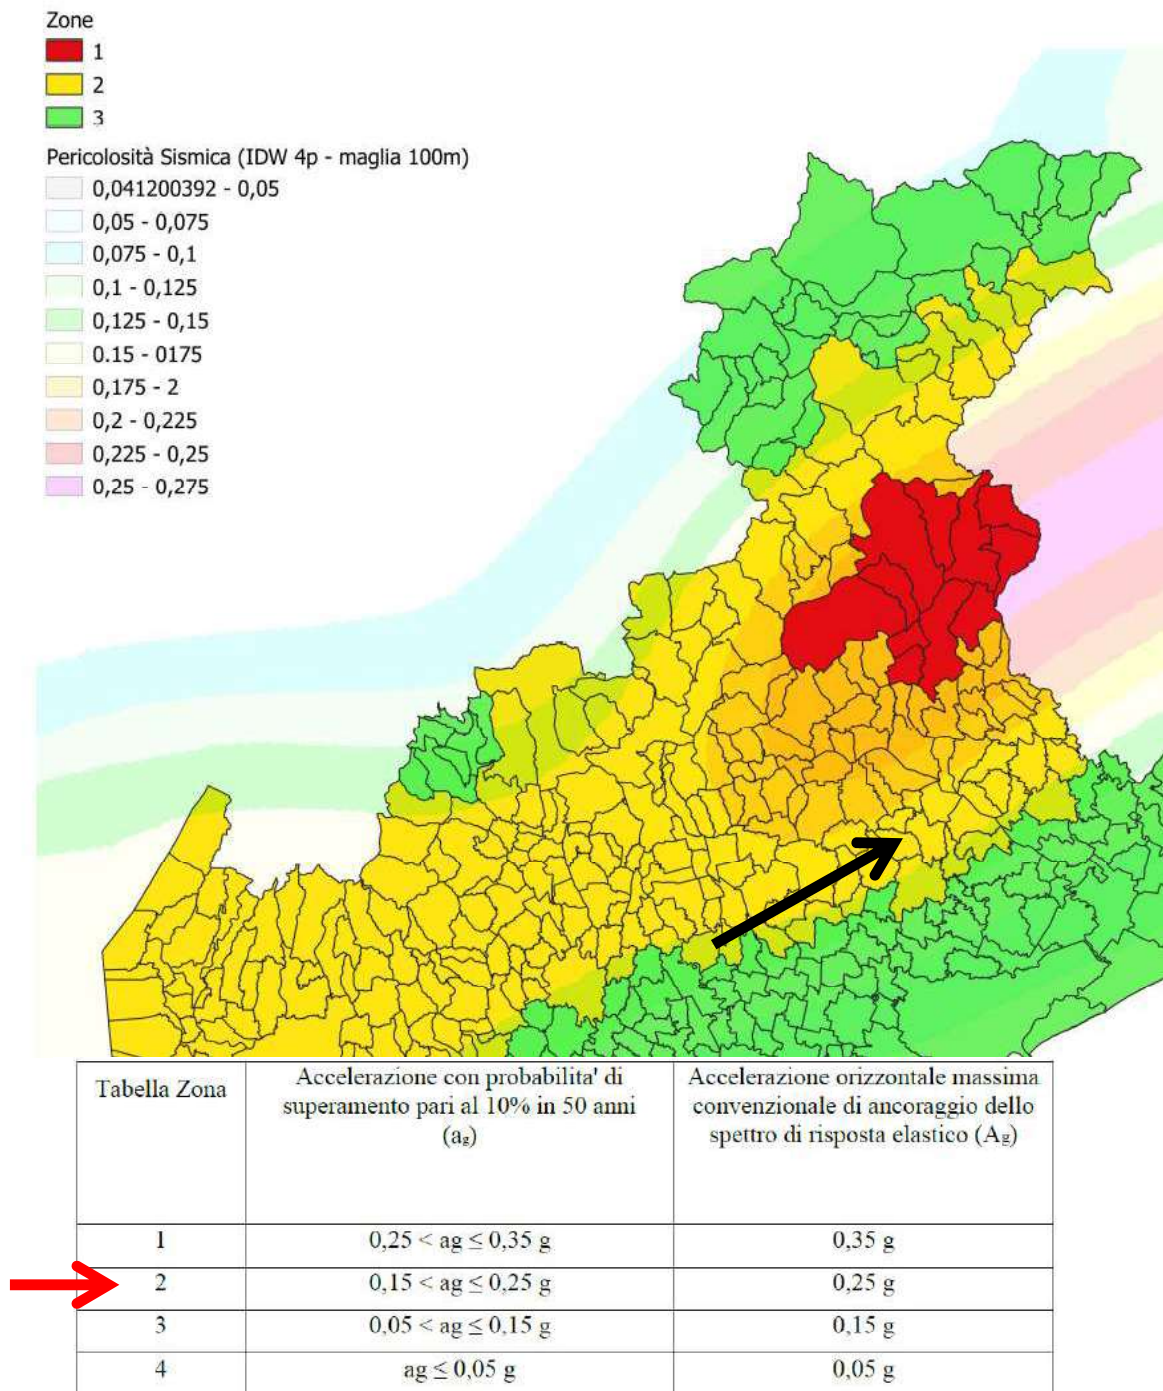 Zone
1
2
3
Pericolosità Sismica (IDW 4p - maglia 100m)
0,041200392 - 0,05
0,05 - 0,075
0,075 - 0,1
0,1 - 0,125
0,125 - 0,15
0.15 - 0175
0,175 - 2
0,2 - 0,225
0,225 - 0,25
0,25 - 0,275
Tabella Zona
Accelerazione con probabilita' di
superamento pari al 10% in 50 anni
(ag)
Accelerazione orizzontale massima
convenzionale di ancoraggio dello
spettro di risposta elastico (Ag)
1 0,25 < ag ≤ 0,35 g 0,35 g
2 0,15 < ag ≤ 0,25 g 0,25 g
3 0,05 < ag ≤ 0,15 g 0,15 g
4 ag ≤ 0,05 g 0,05 g